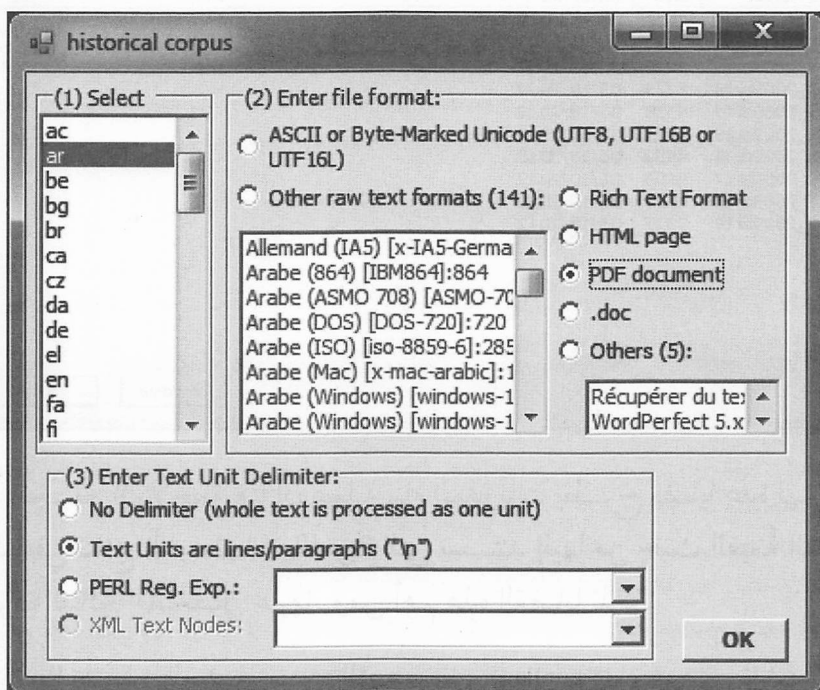 historical corpus
(1) Select
ac
ar
be
bg
br
ca
cz
da
de
el
en
fa
fi
(2) Enter file format:
ASCII or Byte-Marked Unicode (UTF8, UTF16B or
UTF16L)
Other raw text formats (141):
Allemand (IA5) [x-IA5-Germa
Arabe (864) [IBM864]:864
Arabe (ASMO 708) [ASMO-70
Arabe (DOS) [DOS-720]:720
Arabe (ISO) [iso-8859-6]:285
Arabe (Mac) [x-mac-arabic]:1
Arabe (Windows) [windows-1
Arabe (Windows) [windows-1
Rich Text Format
HTML page
PDF document
.doc
Others (5):
Récupérer du te
WordPerfect 5.x
(3) Enter Text Unit Delimiter:
No Delimiter (whole text is processed as one unit)
Text Units are lines/paragraphs ("\n")
PERL Reg. Exp.:
XML Text Nodes:
OK